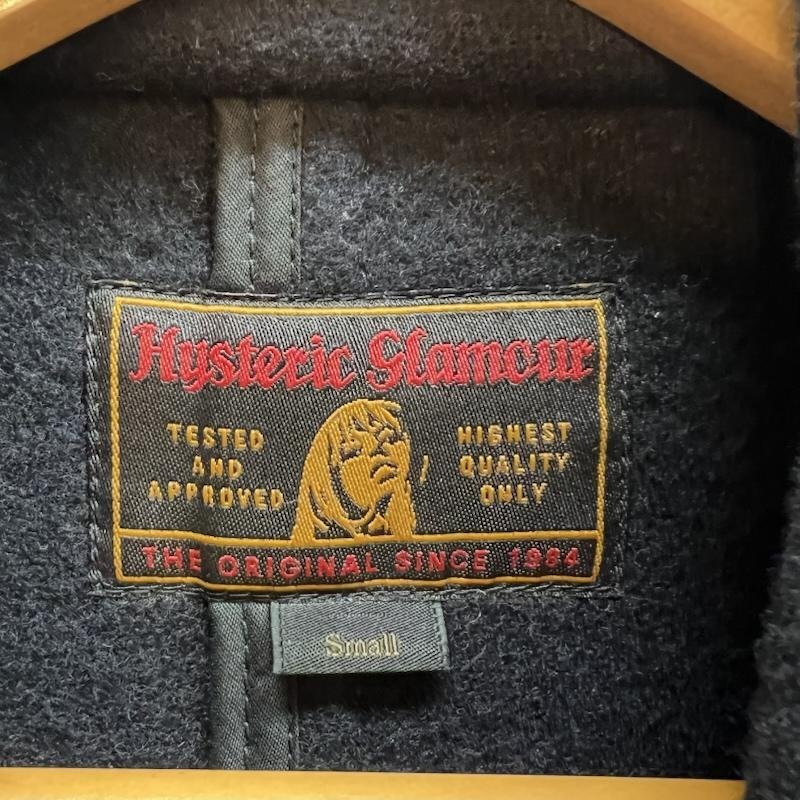 Hysteric Glamour
TESTED
AND
APPROVED
HIGHEST
QUALITY
ONLY
THE ORIGINAL SINCE 1984
Small